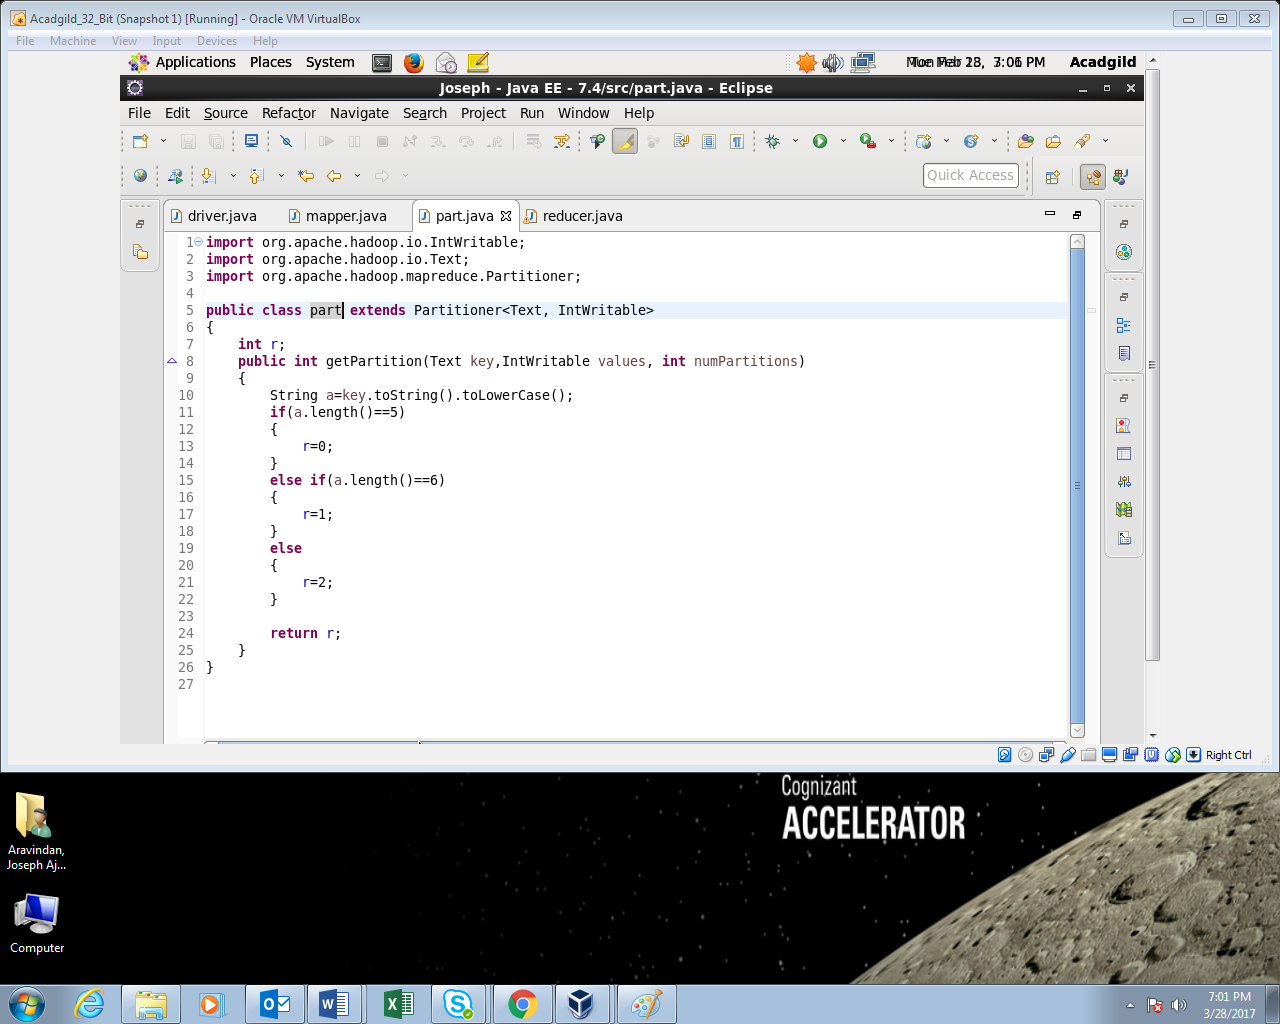 Acadgild_32_Bit (Snapshot 1) [Running] - Oracle VM VirtualBox
File Machine View Input Devices Help
Applications Places System
Acadgild
Joseph - Java EE - 7.4/src/part.java - Eclipse
File Edit Source Refactor Navigate Search Project Run Window Help
Quick Access
driver.java mapper.java part.java reducer.java
1 import org.apache.hadoop.io.IntWritable;
2 import org.apache.hadoop.io.Text;
3 import org.apache.hadoop.mapreduce.Partitioner;
4
5 public class part extends Partitioner<Text, IntWritable>
6 {
7 int r;
8 public int getPartition(Text key,IntWritable values, int numPartitions)
9 {
10 String a=key.toString().toLowerCase();
11 if(a.length()==5)
12 {
13 r=0;
14 }
15 else if(a.length()==6)
16 {
17 r=1;
18 }
19 else
20 {
21 r=2;
22 }
23
24 return r;
25 }
26 }
27
Right Ctrl
Cognizant
ACCELERATOR
Aravindan,
Joseph Aj...
Computer
7:01 PM
3/28/2017